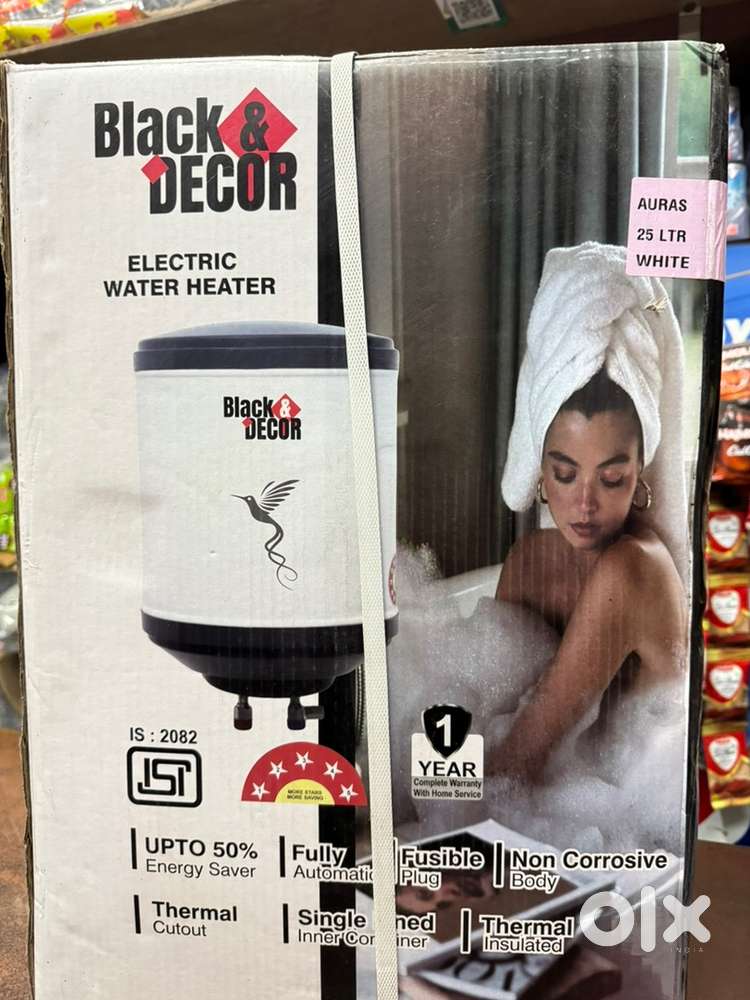 Black &
DECOR
ELECTRIC
WATER HEATER
AURAS
25 LTR
WHITE
Black &
DECOR
IS : 2082
ISI
MORE STARS
MORE SAVING
1
YEAR
Complete Warranty
With Home Service
UPTO 50%
Energy Saver
Fully
Automatic
Fusible
Plug
Non Corrosive
Body
Thermal
Cutout
Single
Inner
Thermal
Insulated
olx
INDIA